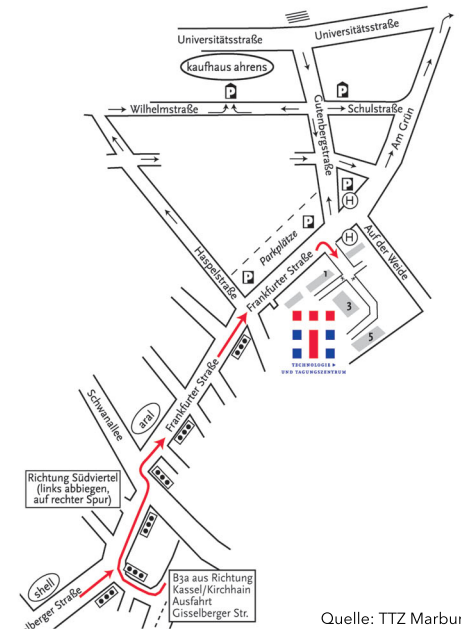 Universitätsstraße
Universitätsstraße
kaufhaus ahrens
P
P
Wilhelmstraße
Schulstraße
Gutenbergstraße
Am Grün
P
H
P
Parkplätze
H
Auf der Weide
Haspelstraße
P
Frankfurter Straße
1
3
5
TECHNOLOGIE
UND TAGUNGSZENTRUM
Frankfurter Straße
Schwanallee
aral
Richtung Südviertel
(links abbiegen,
auf rechter Spur)
shell
lberger Straße
B3a aus Richtung
Kassel/Kirchhain
Ausfahrt
Gisselberger Str.
Quelle: TTZ Marbur